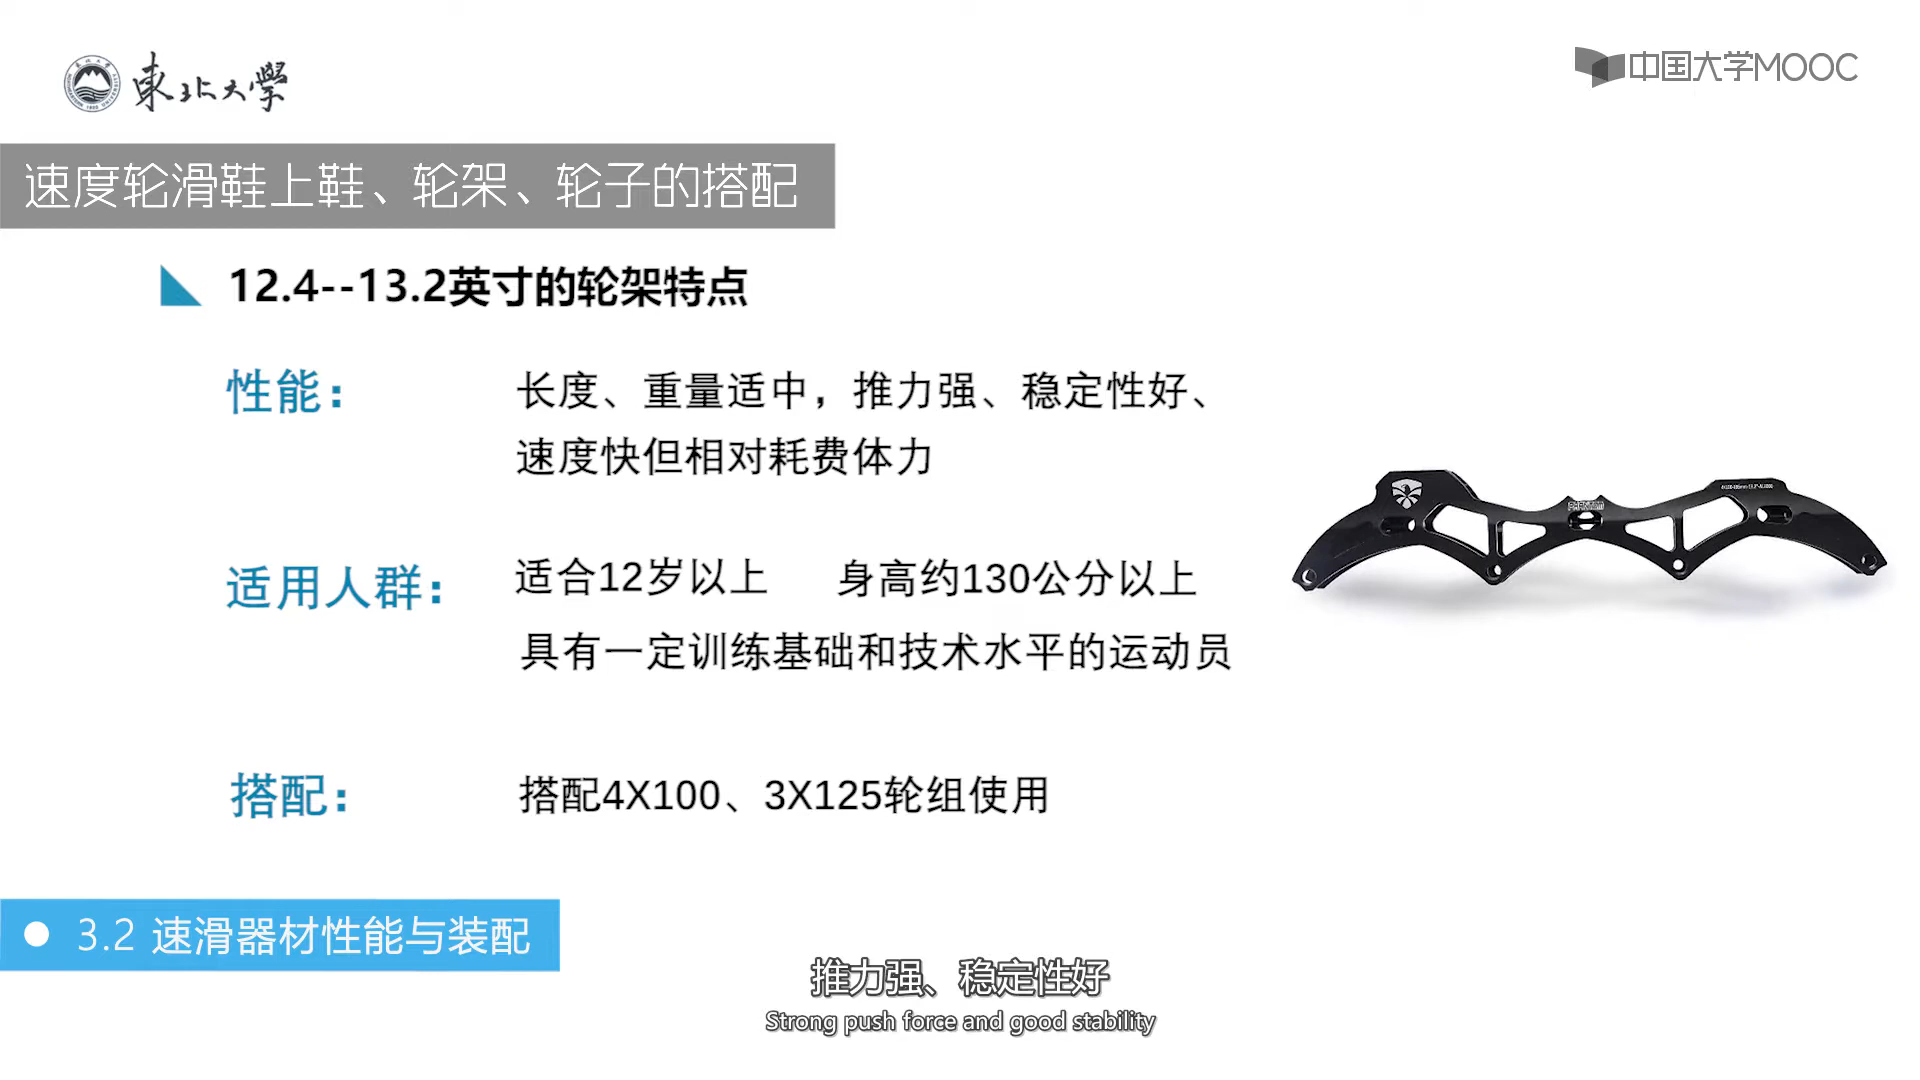 東北大學
中国大学MOOC
速度轮滑鞋上鞋、轮架、轮子的搭配
12.4--13.2英寸的轮架特点
性能：
长度、重量适中，推力强、稳定性好、
速度快但相对耗费体力
适用人群：
适合12岁以上 身高约130公分以上
具有一定训练基础和技术水平的运动员
搭配：
搭配4X100、3X125轮组使用
PHANTOM
3.2 速滑器材性能与装配
推力强、稳定性好
Strong push force and good stability